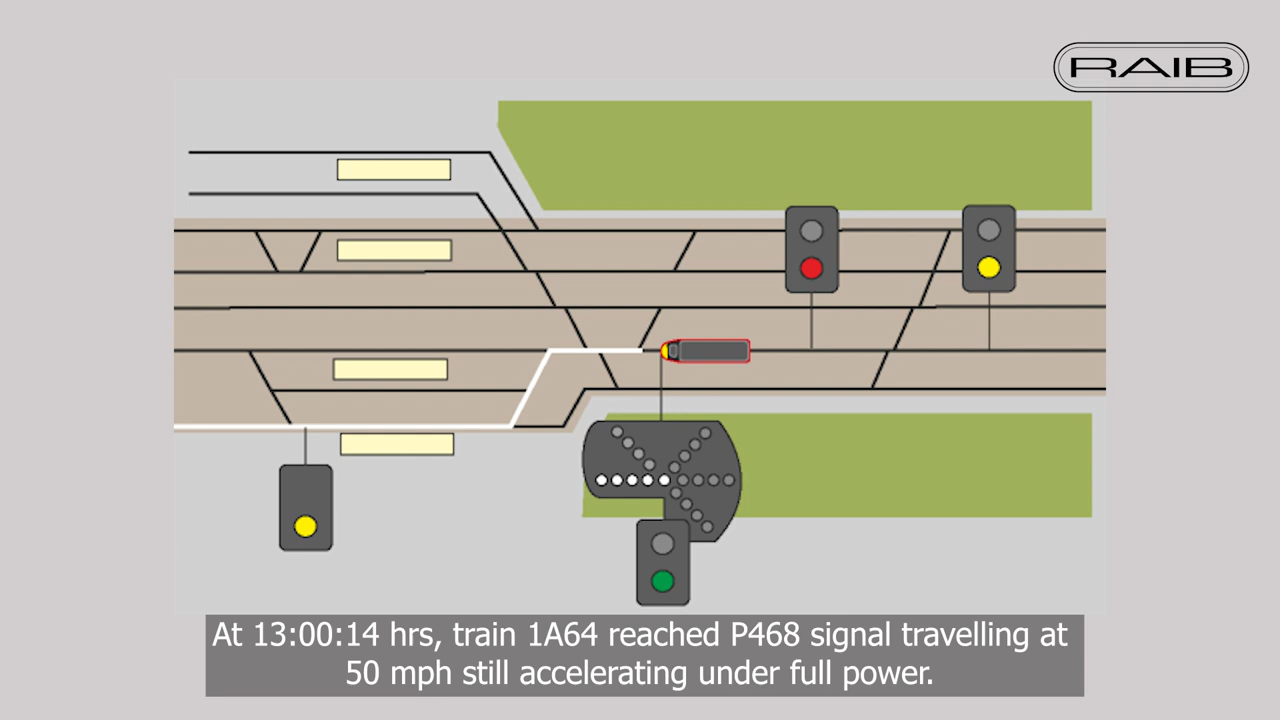 RAIB
At 13:00:14 hrs, train 1A64 reached P468 signal travelling at
50 mph still accelerating under full power.